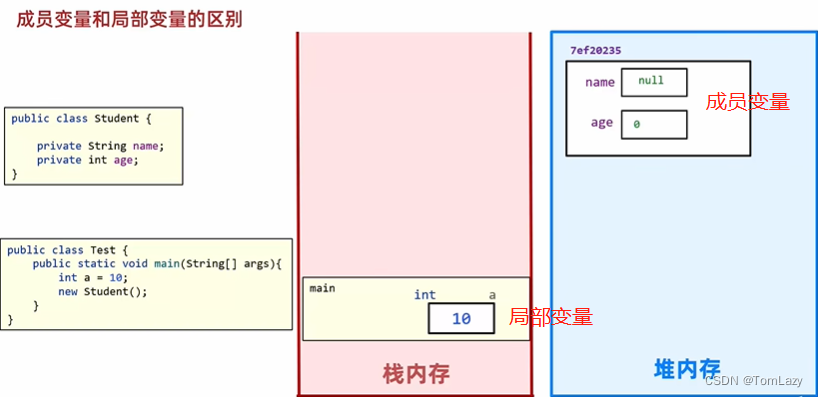 成员变量和局部变量的区别
public class Student {
private String name;
private int age;
}
public class Test {
public static void main(String[] args){
int a = 10;
new Student();
}
}
main
int a
10
局部变量
栈内存
7ef20235
name null
age 0
成员变量
堆内存
CSDN @TomLazy